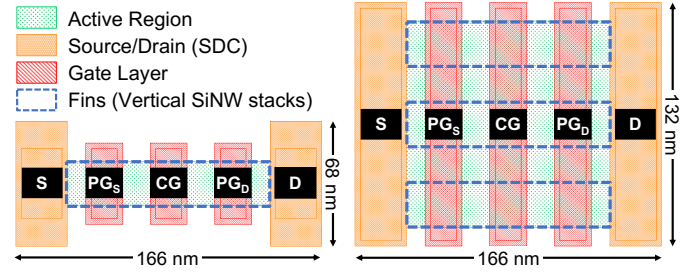 Active Region
Source/Drain (SDC)
Gate Layer
Fins (Vertical SiNW stacks)
S PGS CG PGD D
68 nm
166 nm
S PGS CG PGD D
132 nm
166 nm